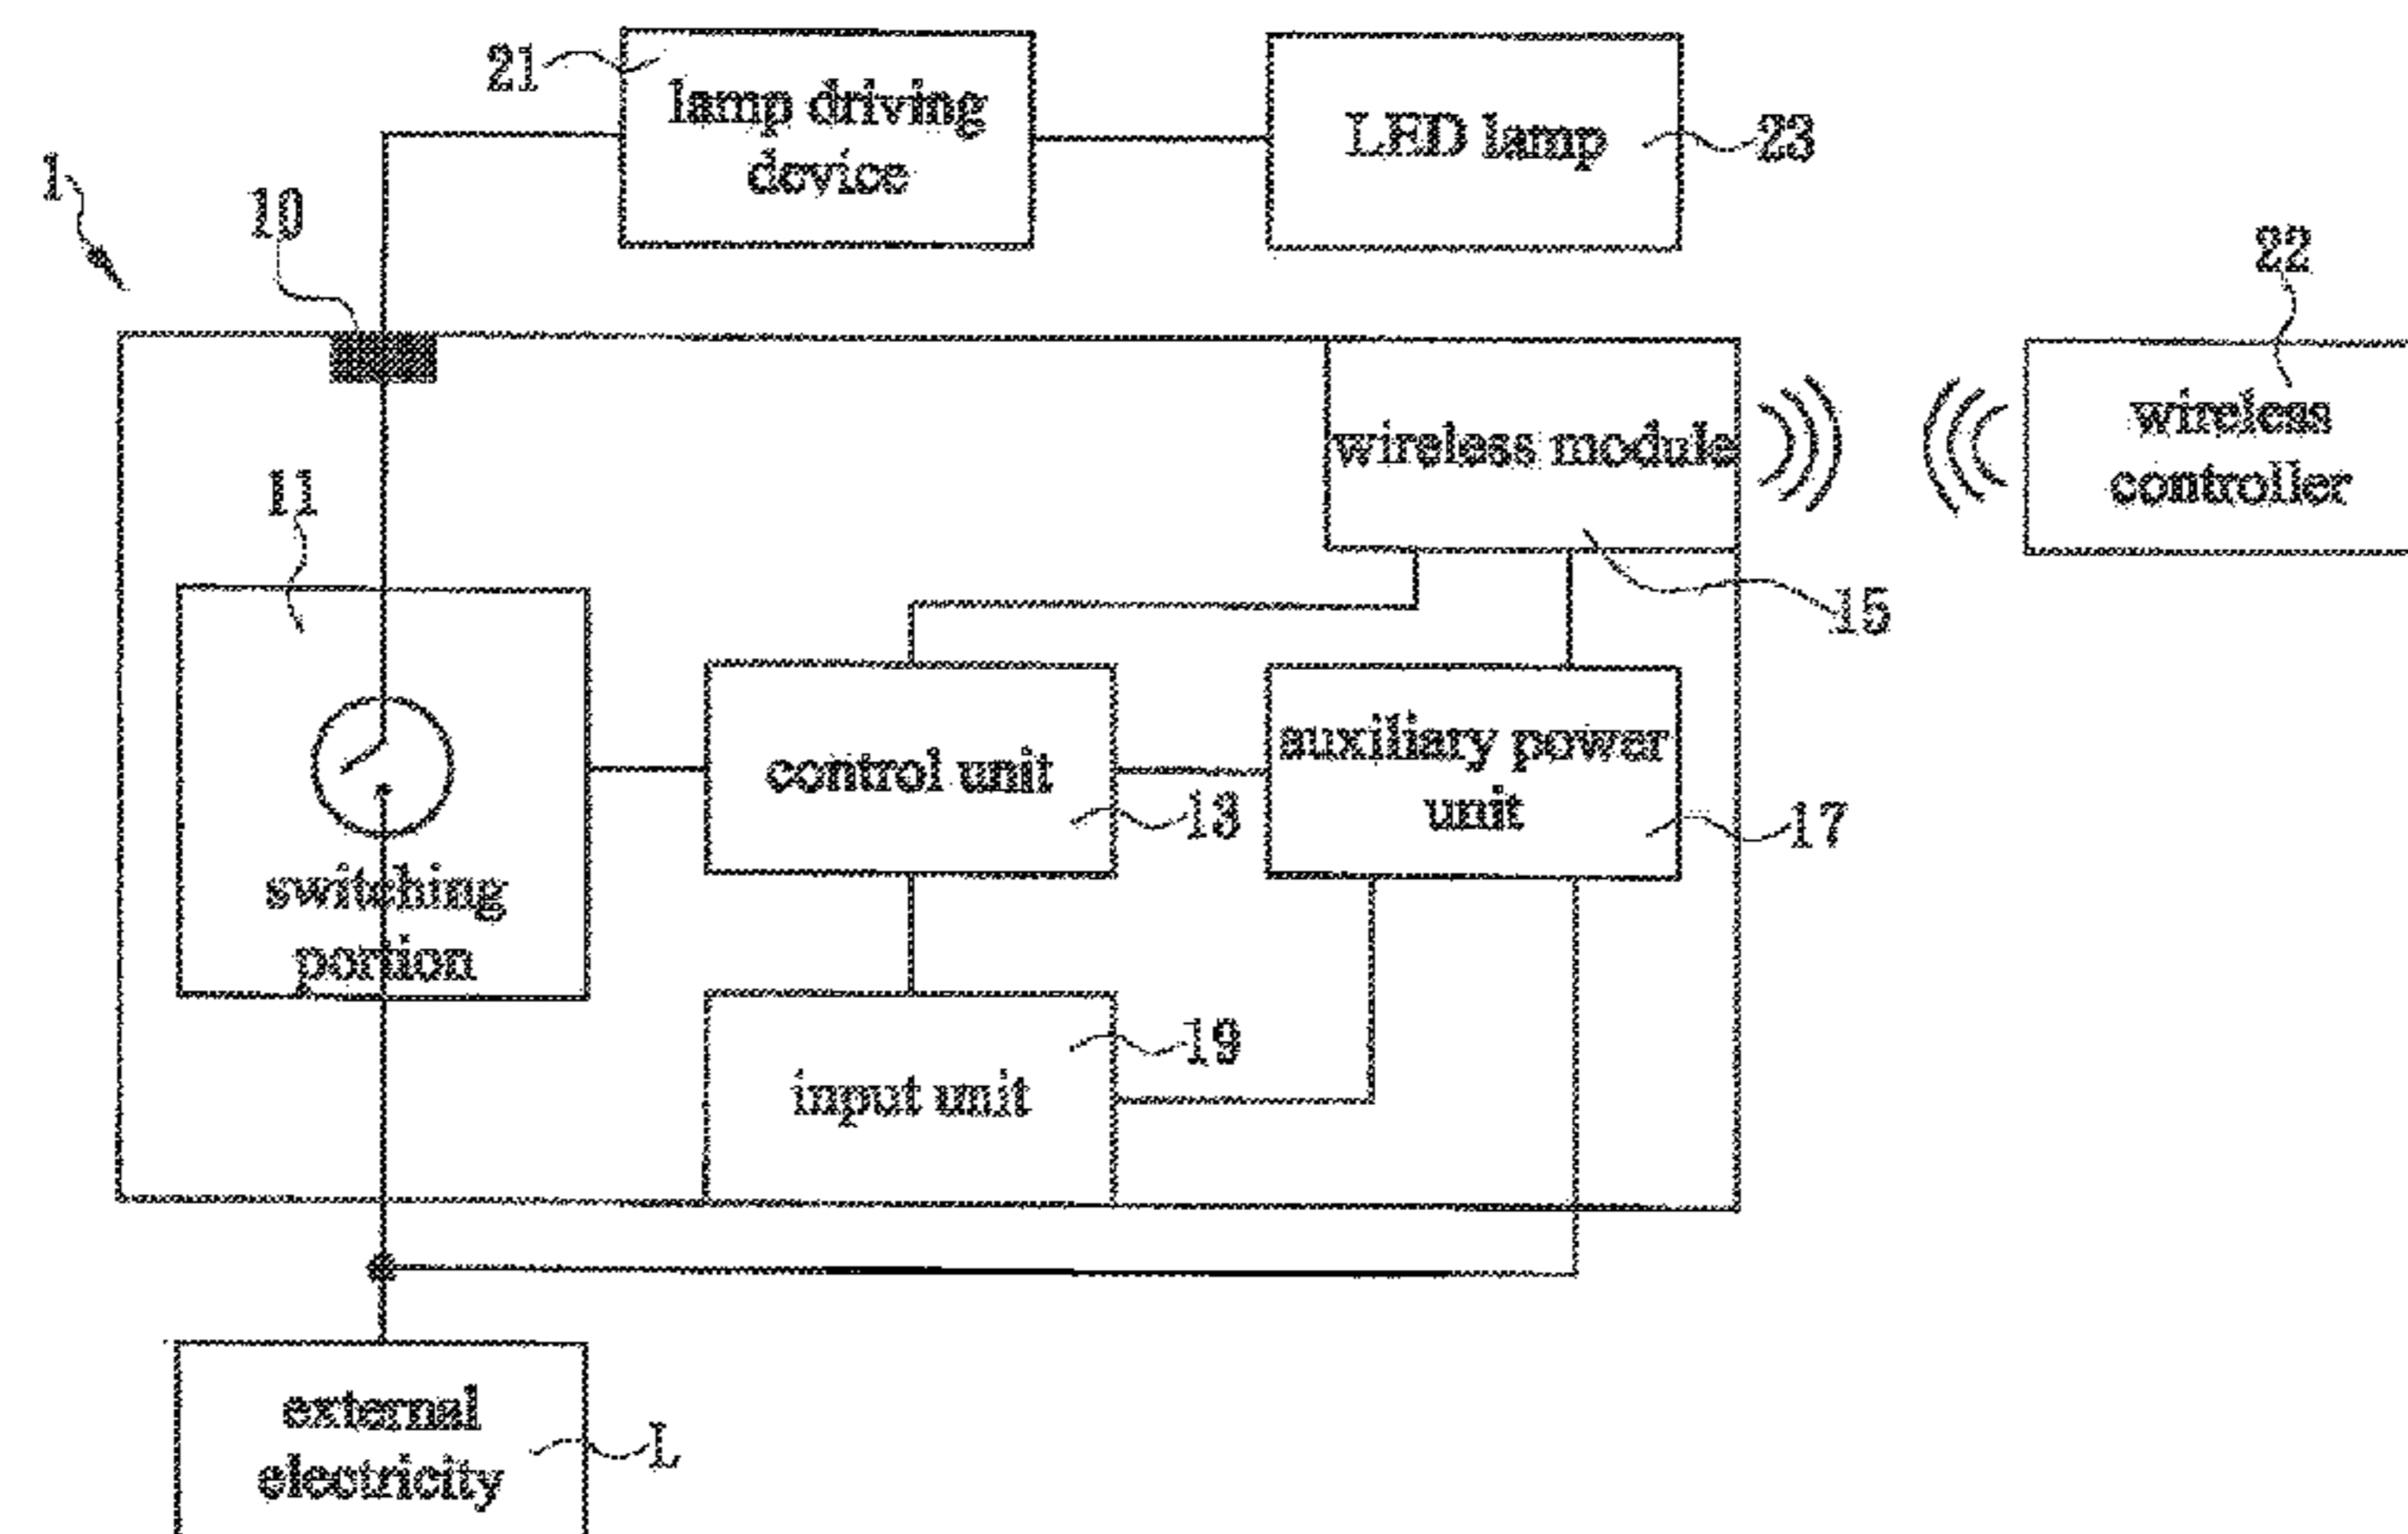 21
lamp driving
device
LED lamp
23
1
10
22
wireless module
wireless
controller
11
15
control unit
13
auxiliary power
unit
17
switching
portion
19
input unit
external
electricity
L